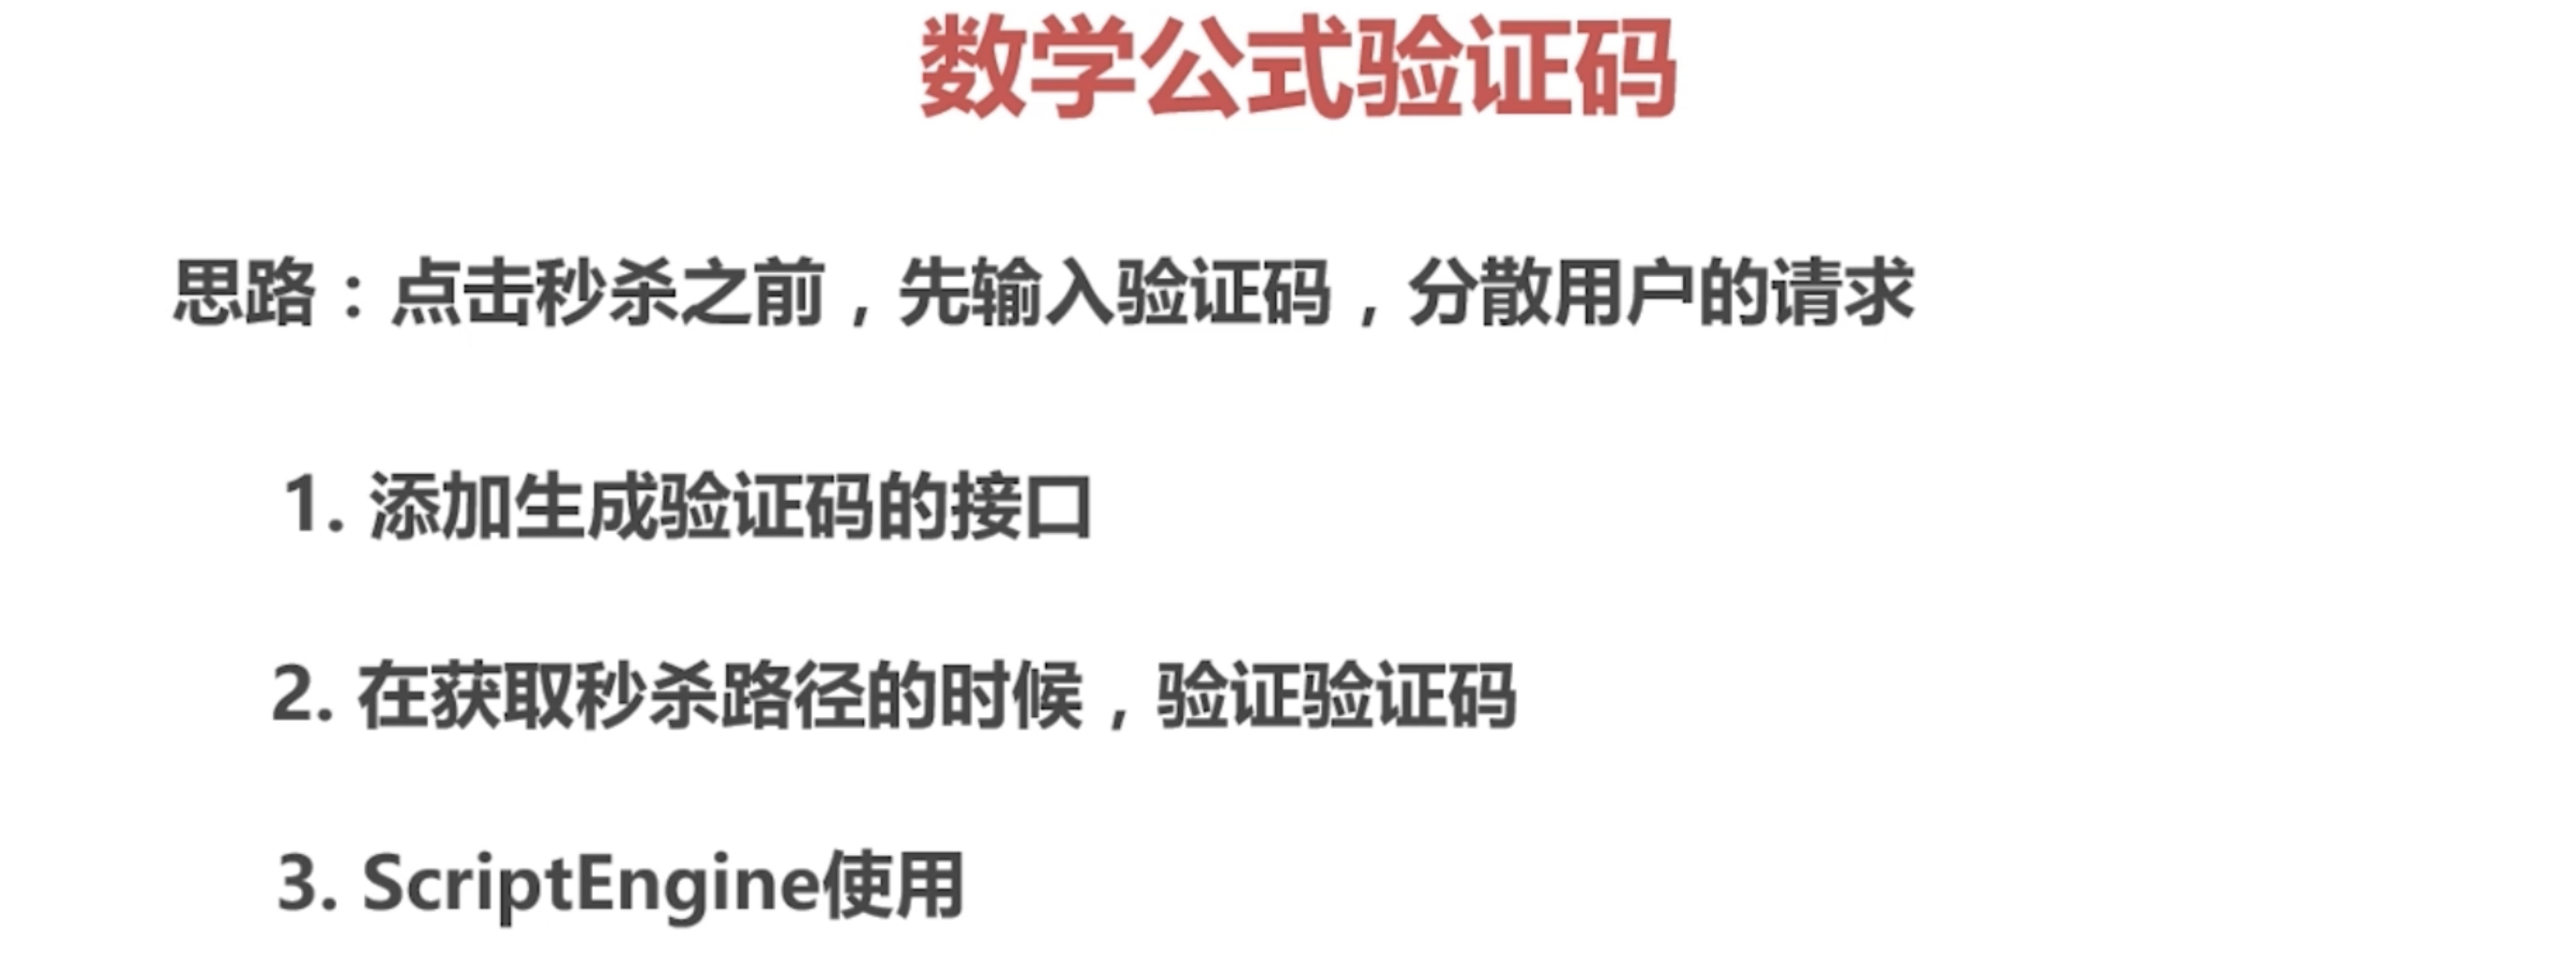 数学公式验证码
思路：点击秒杀之前，先输入验证码，分散用户的请求
1. 添加生成验证码的接口
2. 在获取秒杀路径的时候，验证验证码
3. ScriptEngine使用